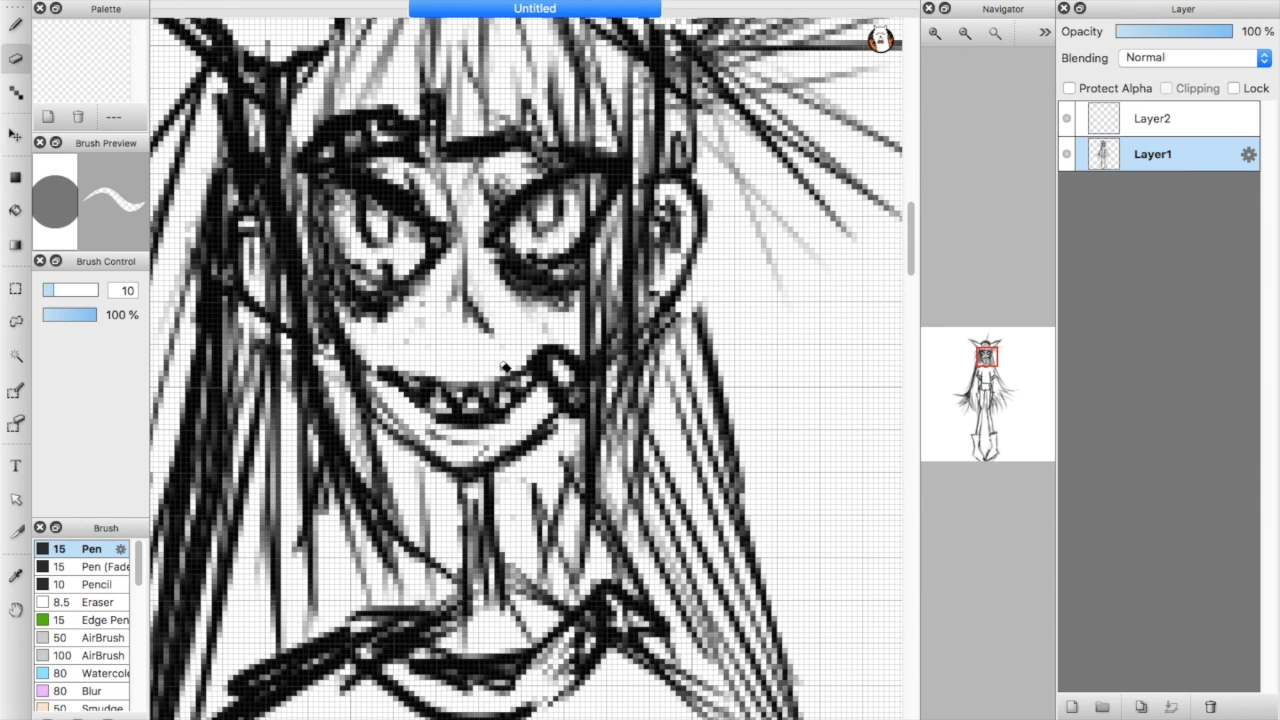 Palette
Untitled
Navigator
Layer
---
Brush Preview
Brush Control
10
100 %
Brush
15 Pen
15 Pen (Fade
10 Pencil
8.5 Eraser
15 Edge Pen
50 AirBrush
100 AirBrush
80 Watercolo
80 Blur
50 Smudge
T
Opacity 100 %
Blending Normal
Protect Alpha Clipping Lock
Layer2
Layer1